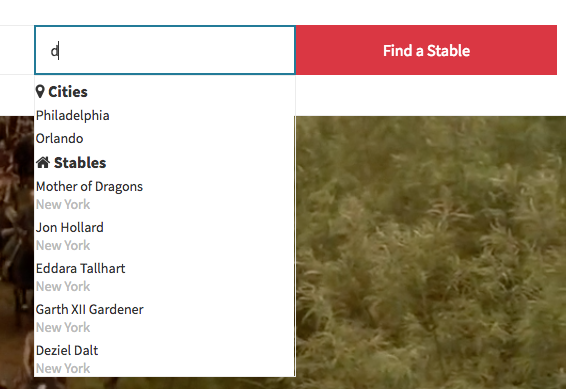 d
Find a Stable
Cities
Philadelphia
Orlando
Stables
Mother of Dragons
New York
Jon Hollard
New York
Eddara Tallhart
New York
Garth XII Gardener
New York
Deziel Dalt
New York